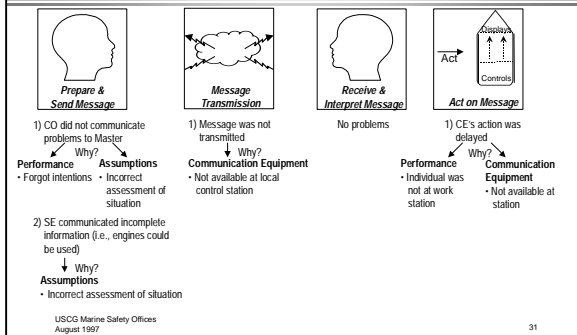 Prepare &
Send Message
1) CO did not communicate
problems to Master
Why?
Performance
• Forgot intentions
Assumptions
• Incorrect
assessment of
situation
2) SE communicated incomplete
information (i.e., engines could
be used)
Why?
Assumptions
• Incorrect assessment of situation
Message
Transmission
1) Message was not
transmitted
Why?
Communication Equipment
• Not available at local
control station
Receive &
Interpret Message
No problems
Act
Displays
Controls
Act on Message
1) CE's action was
delayed
Why?
Performance
• Individual was
not at work
station
Communication
Equipment
• Not available at
station
USCG Marine Safety Offices
August 1997
31